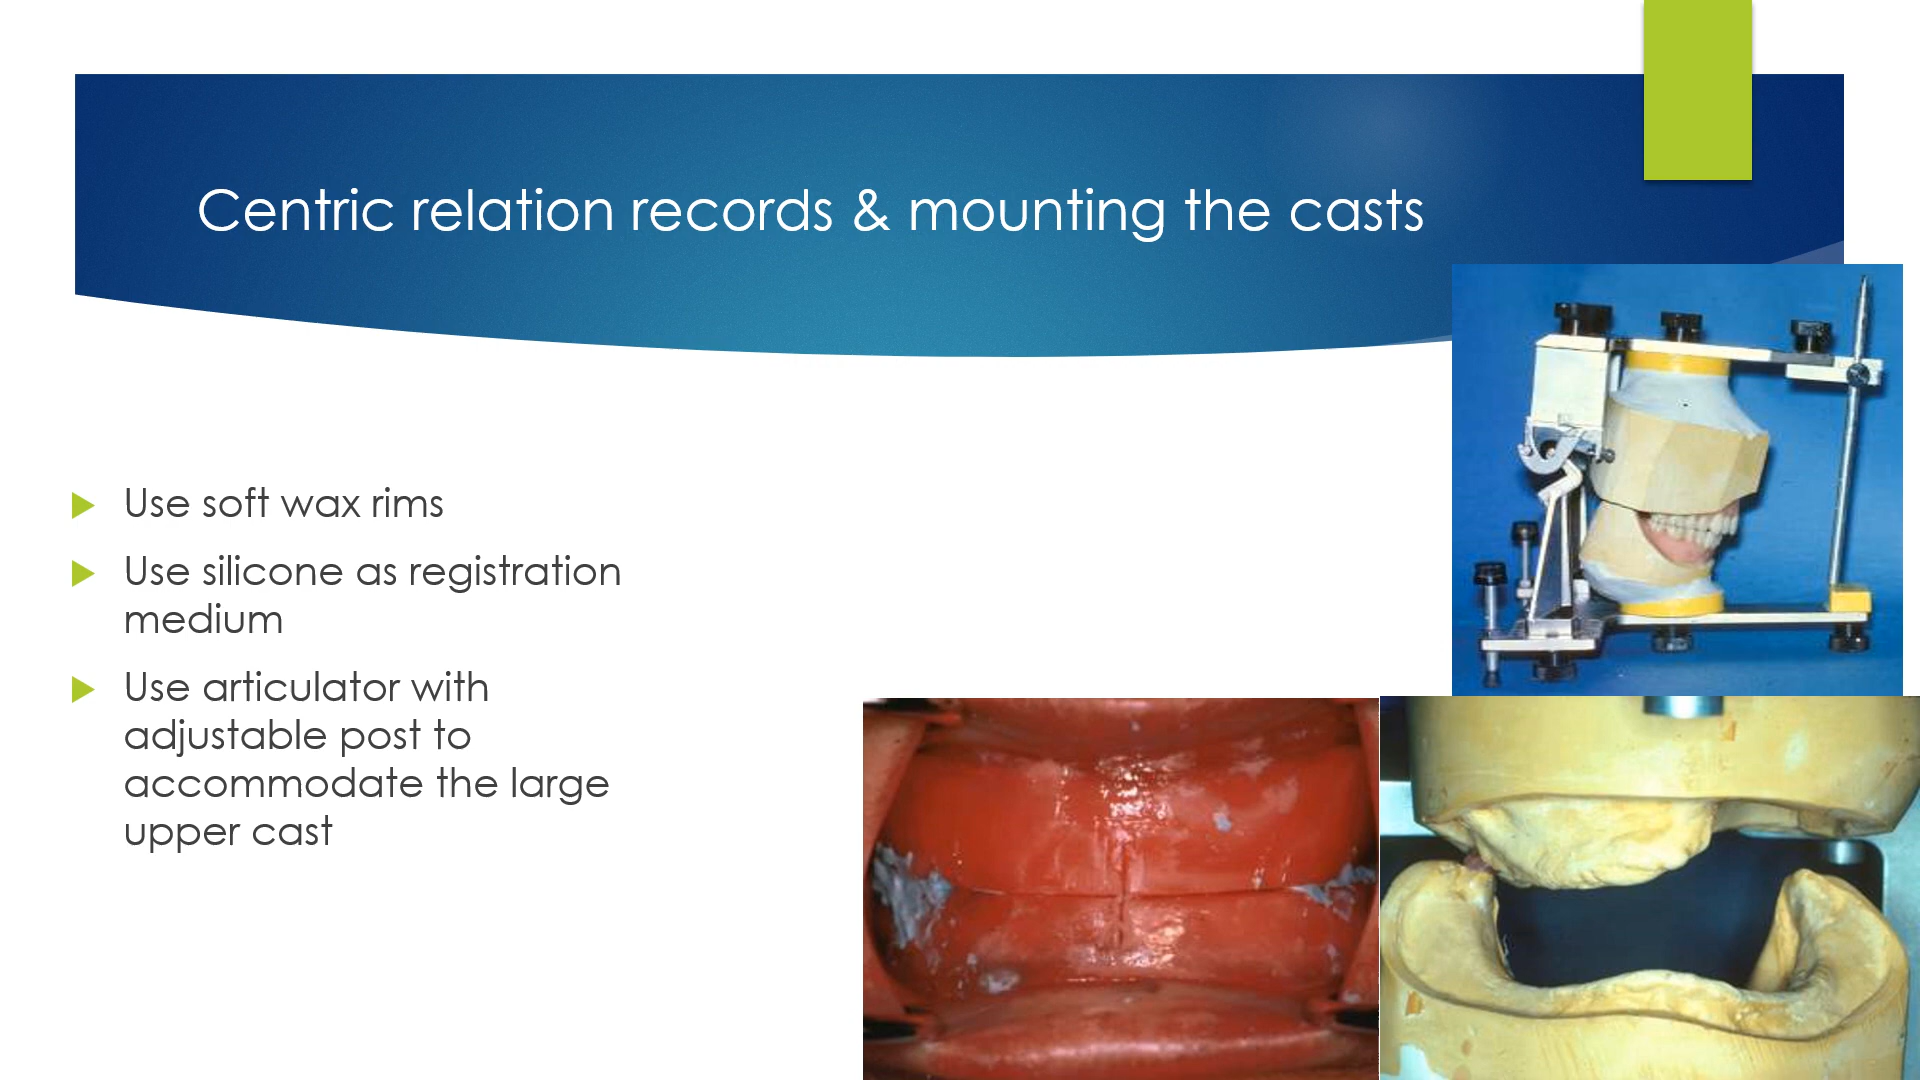 Centric relation records & mounting the casts
Use soft wax rims
Use silicone as registration
medium
Use articulator with
adjustable post to
accommodate the large
upper cast